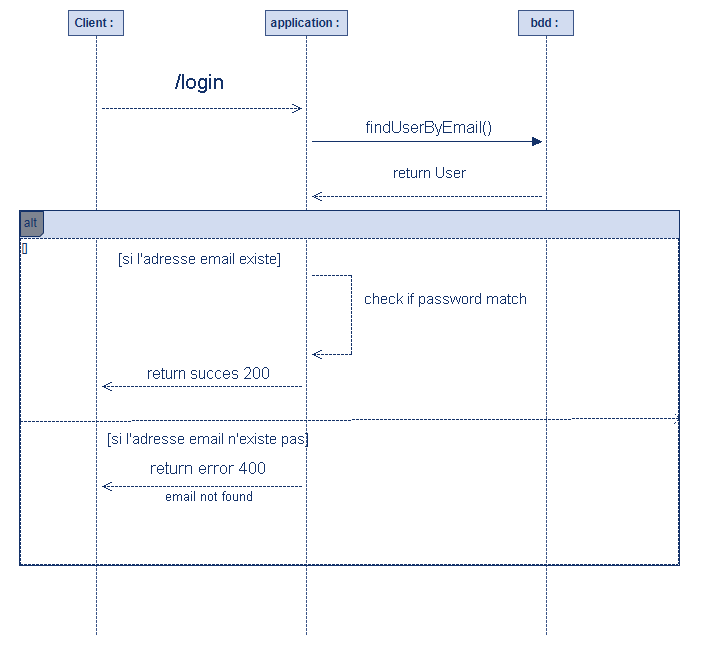 Client :
application :
bdd :
/login
findUserByEmail()
return User
alt
[]
[si l'adresse email existe]
check if password match
return succes 200
[si l'adresse email n'existe pas]
return error 400
email not found